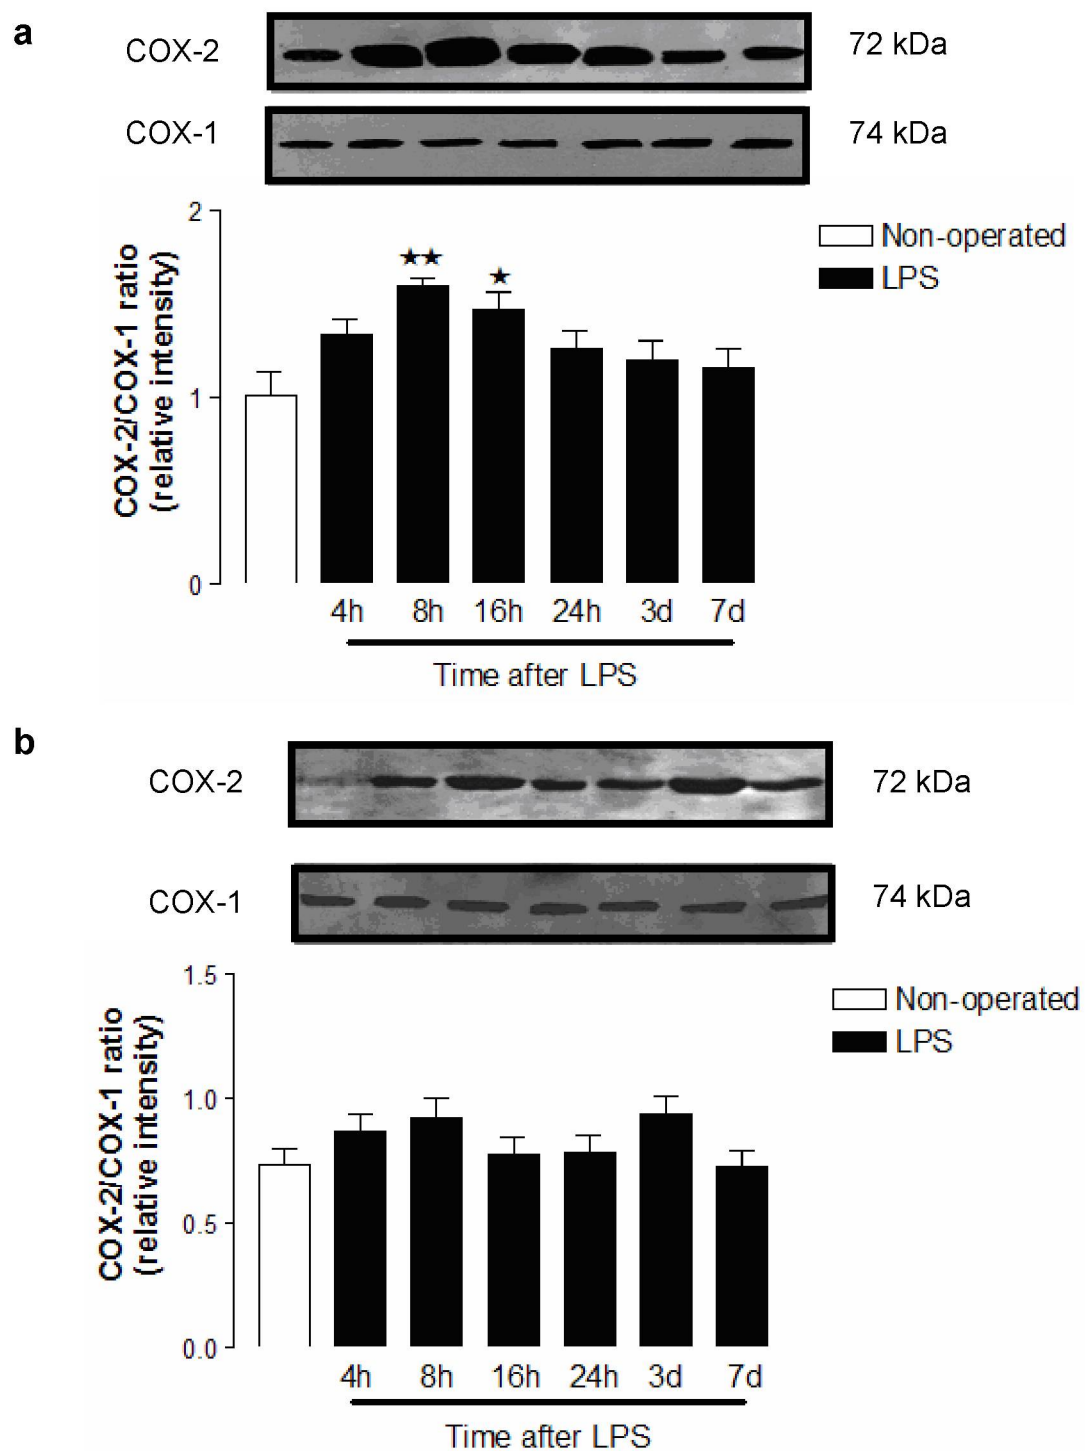 a
COX-2
72 kDa
COX-1
74 kDa
2
1
0
COX-2/COX-1 ratio
(relative intensity)
★★
★
Non-operated
LPS
4h 8h 16h 24h 3d 7d
Time after LPS
b
COX-2
72 kDa
COX-1
74 kDa
1.5
1.0
0.5
0.0
COX-2/COX-1 ratio
(relative intensity)
Non-operated
LPS
4h 8h 16h 24h 3d 7d
Time after LPS